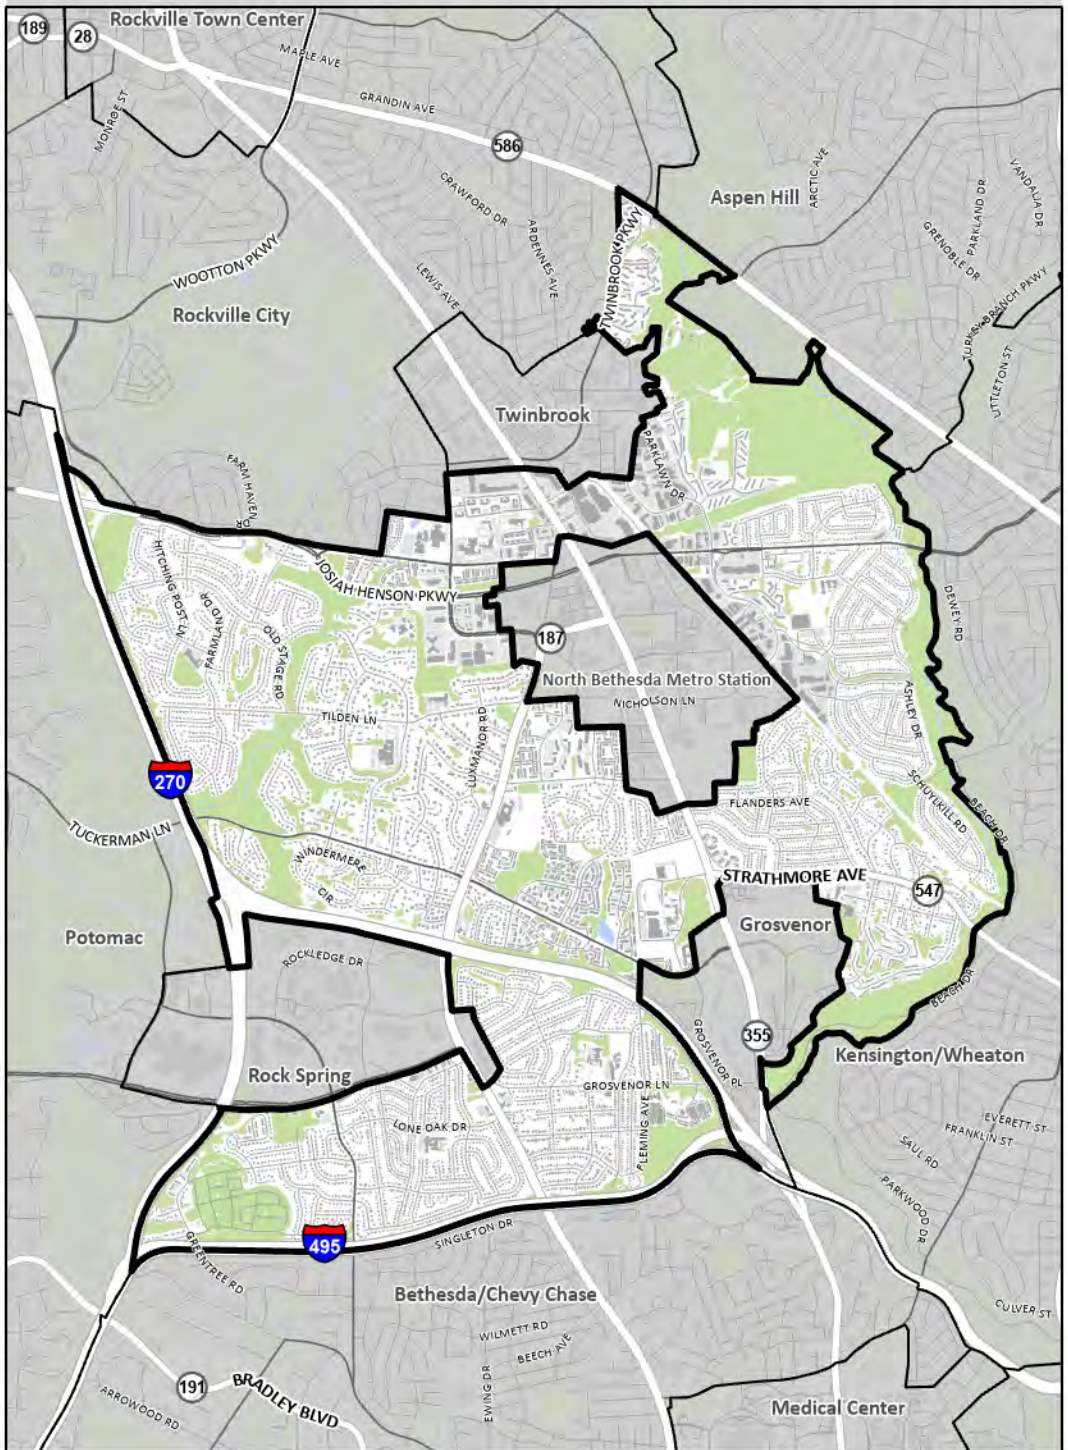 Rockville Town Center
189
28
MAPLE AVE
MONROE ST
GRANDIN AVE
586
CRAWFORD DR
ARDENNES AVE
Aspen Hill
ARCTIC AVE
VANDALIA DR
PARKLAND DR
GRENOBLE DR
TWINBROOK PKWY
WOOTTON PKWY
LEWIS AVE
Rockville City
TURKEY BRANCH PKWY
LITTLETON ST
Twinbrook
FARM HAVEN
DR
PARKLAWN DR
JOSIAH HENSON PKWY
HITCHING POST LN
FARMLAND DR
OLD STAGE RD
187
DEWEY RD
North Bethesda Metro Station
NICHOLSON LN
ASHLEY DR
TILDEN LN
LUXMANOR RD
270
FLANDERS AVE
SCHUYLKILL RD
BEACH DR
TUCKERMAN LN
WINDERMERE
CIR
STRATHMORE AVE
547
Grosvenor
Potomac
ROCKLEDGE DR
BEACH DR
355
GROSVENOR PL
Kensington/Wheaton
Rock Spring
GROSVENOR LN
LONE OAK DR
FLEMING AVE
EVERETT ST
FRANKLIN ST
SAUL RD
PARKWOOD DR
SINGLETON DR
495
GREENTREE RD
Bethesda/Chevy Chase
CULVER ST
WILMETT RD
BEECH AVE
EWING DR
191
BRADLEY BLVD
ARROWOOD RD
Medical Center